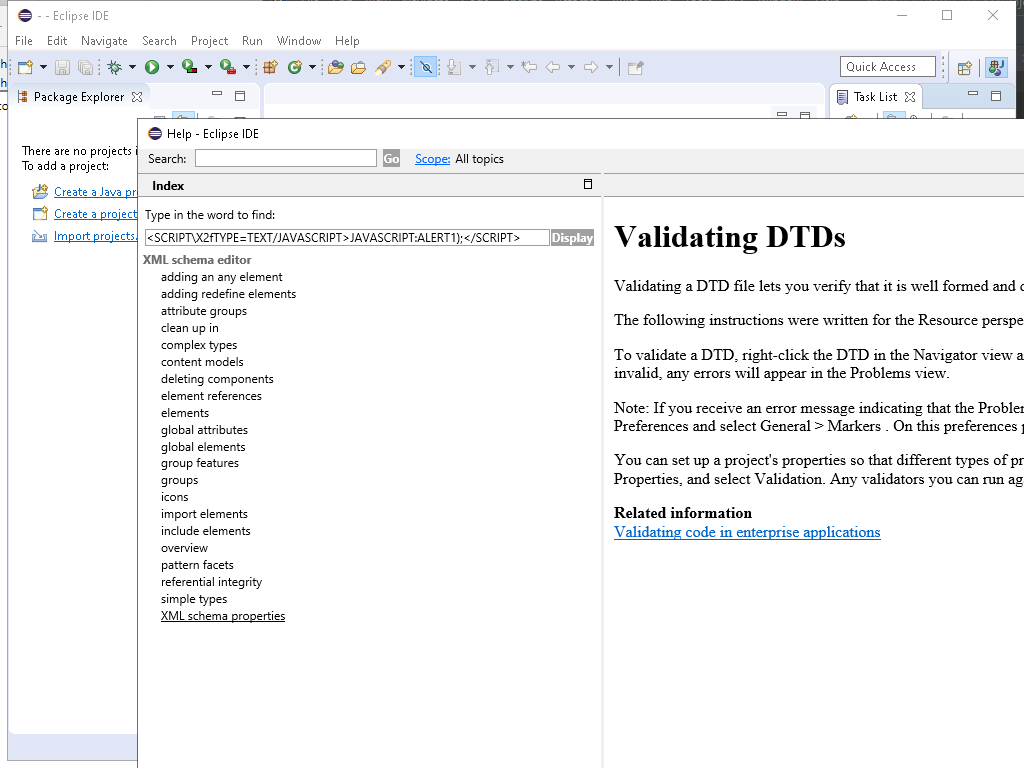 - - Eclipse IDE
File Edit Navigate Search Project Run Window Help
Quick Access
Package Explorer
Task List
There are no projects i
To add a project:
Create a Java pr
Create a project
Import projects.
Help - Eclipse IDE
Search: Go Scope: All topics
Index
Type in the word to find:
<SCRIPT\X2fTYPE=TEXT/JAVASCRIPT>JAVASCRIPT:ALERT1);</SCRIPT> Display
XML schema editor
adding an any element
adding redefine elements
attribute groups
clean up in
complex types
content models
deleting components
element references
elements
global attributes
global elements
group features
groups
icons
import elements
include elements
overview
pattern facets
referential integrity
simple types
XML schema properties
Validating DTDs
Validating a DTD file lets you verify that it is well formed and
The following instructions were written for the Resource perspe
To validate a DTD, right-click the DTD in the Navigator view a
invalid, any errors will appear in the Problems view.
Note: If you receive an error message indicating that the Problem
Preferences and select General > Markers . On this preferences
You can set up a project's properties so that different types of pr
Properties, and select Validation. Any validators you can run ag
Related information
Validating code in enterprise applications